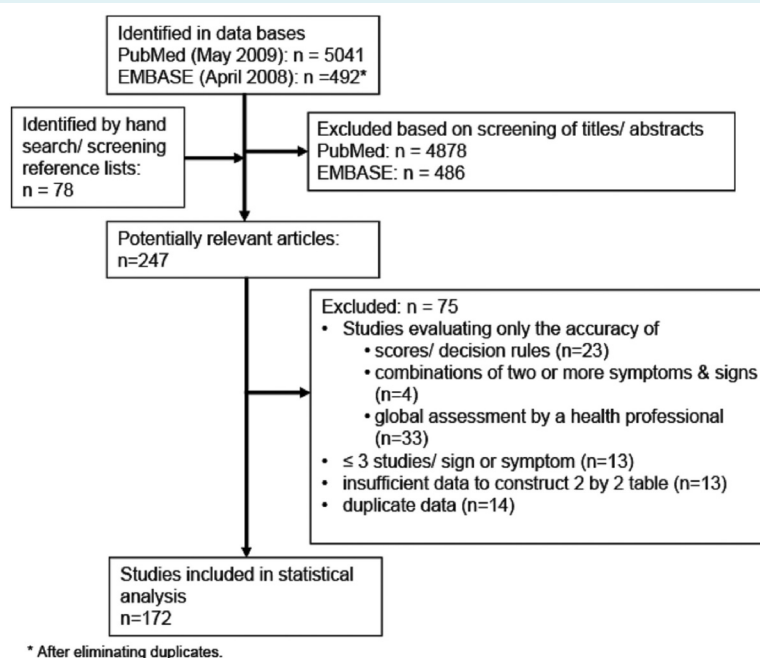 Identified in data bases
PubMed (May 2009): n = 5041
EMBASE (April 2008): n =492*
Identified by hand
search/ screening
reference lists:
n = 78
Excluded based on screening of titles/ abstracts
PubMed: n = 4878
EMBASE: n = 486
Potentially relevant articles:
n=247
Excluded: n = 75
• Studies evaluating only the accuracy of
• scores/ decision rules (n=23)
• combinations of two or more symptoms & signs
(n=4)
• global assessment by a health professional
(n=33)
• ≤ 3 studies/ sign or symptom (n=13)
• insufficient data to construct 2 by 2 table (n=13)
• duplicate data (n=14)
Studies included in statistical
analysis
n=172
* After eliminating duplicates.